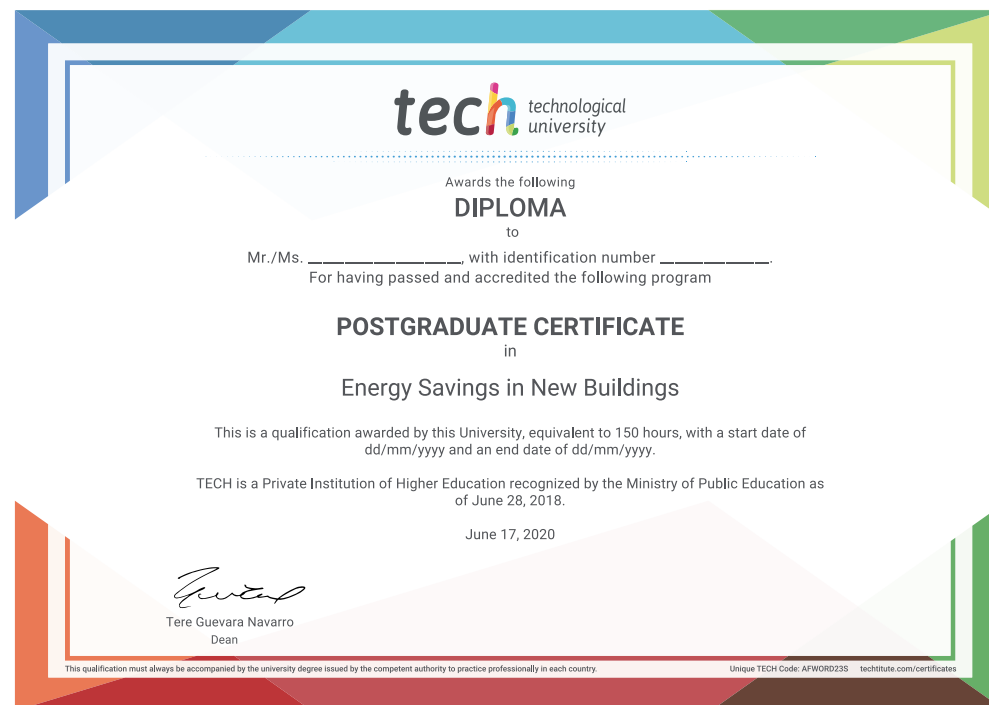 tech technological
university
Awards the following
DIPLOMA
to
Mr./Ms. ____________________, with identification number ______________.
For having passed and accredited the following program
POSTGRADUATE CERTIFICATE
in
Energy Savings in New Buildings
This is a qualification awarded by this University, equivalent to 150 hours, with a start date of
dd/mm/yyyy and an end date of dd/mm/yyyy.
TECH is a Private Institution of Higher Education recognized by the Ministry of Public Education as
of June 28, 2018.
June 17, 2020
Tere Guevara Navarro
Dean
This qualification must always be accompanied by the university degree issued by the competent authority to practice professionally in each country.
Unique TECH Code: AFWORD23S techtitute.com/certificates